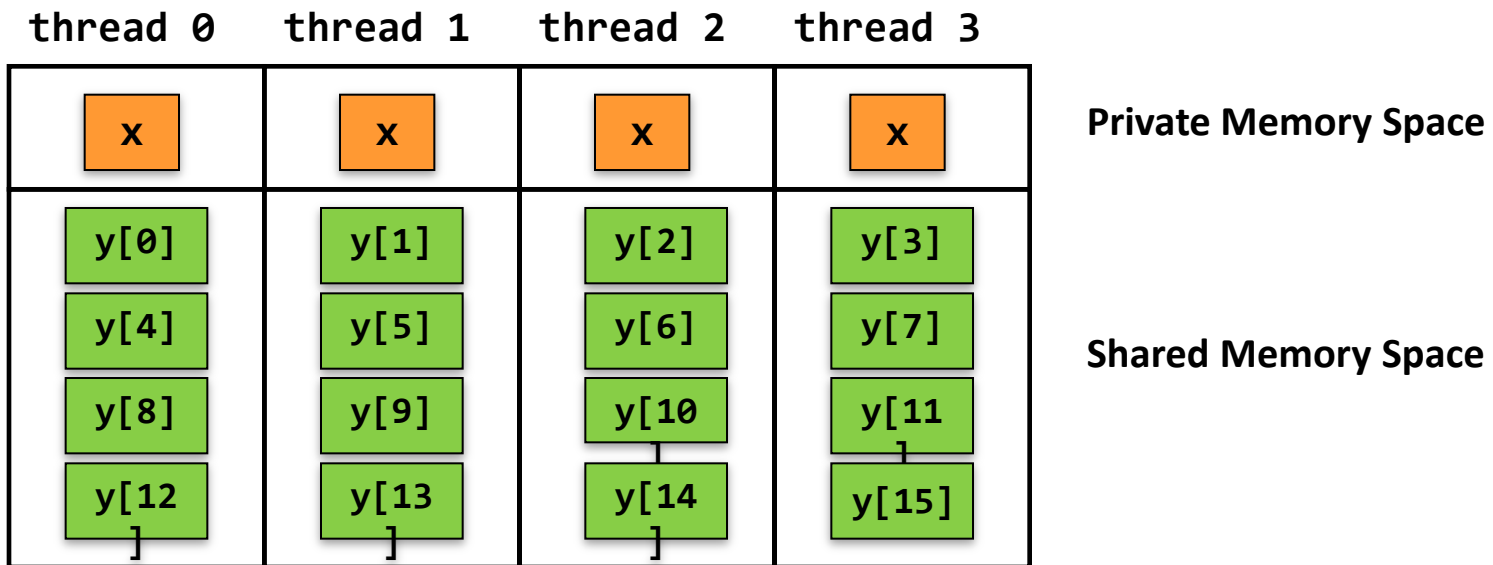 thread 0 thread 1 thread 2 thread 3
x x x x Private Memory Space
y[0] y[1] y[2] y[3]
y[4] y[5] y[6] y[7]
Shared Memory Space
y[8] y[9] y[10
] y[11
]
y[12
] y[13
] y[14
] y[15]